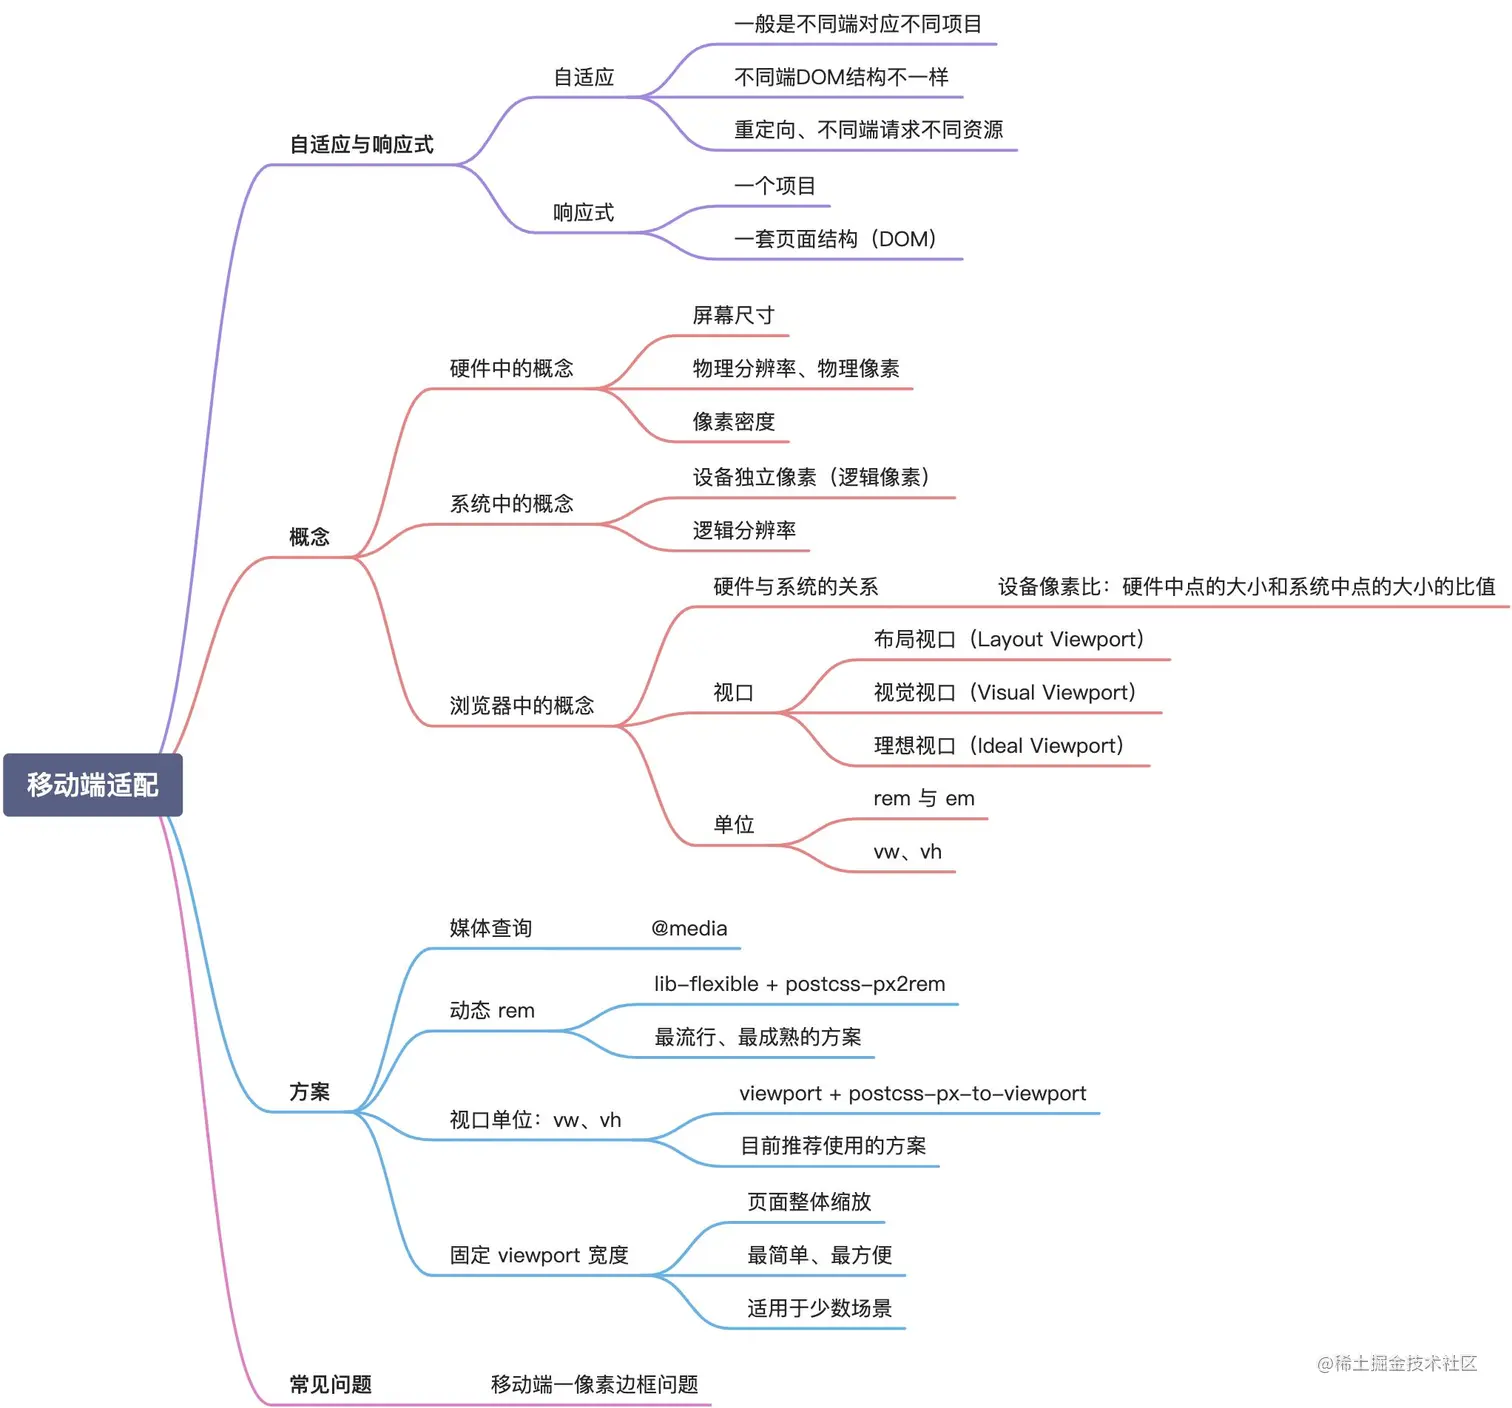 移动端适配
自适应与响应式
自适应
一般是不同端对应不同项目
不同端DOM结构不一样
重定向、不同端请求不同资源
响应式
一个项目
一套页面结构（DOM）
概念
硬件中的概念
屏幕尺寸
物理分辨率、物理像素
像素密度
系统中的概念
设备独立像素（逻辑像素）
逻辑分辨率
浏览器中的概念
硬件与系统的关系
设备像素比：硬件中点的大小和系统中点的大小的比值
视口
布局视口（Layout Viewport）
视觉视口（Visual Viewport）
理想视口（Ideal Viewport）
单位
rem 与 em
vw、vh
方案
媒体查询
@media
动态 rem
lib-flexible + postcss-px2rem
最流行、最成熟的方案
视口单位：vw、vh
viewport + postcss-px-to-viewport
目前推荐使用的方案
固定 viewport 宽度
页面整体缩放
最简单、最方便
适用于少数场景
常见问题
移动端一像素边框问题
@稀土掘金技术社区